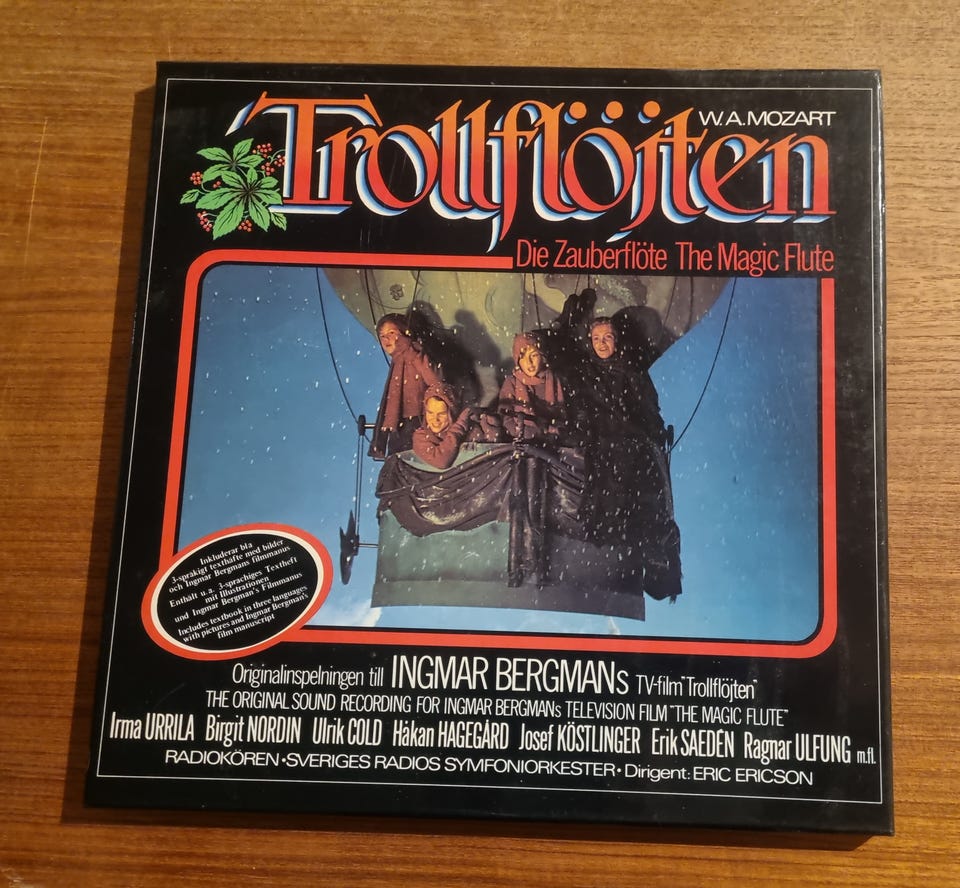 W.A. MOZART
Trollflöjten
Die Zauberflöte The Magic Flute
Inkluderar bla
3-språkigt texthäfte med bilder
och Ingmar Bergmans filmmanus
Enthält u.a. 3-sprachiges Textheft
mit Illustrationen
und Ingmar Bergman's Filmmanus
Includes textbook in three languages
with pictures and Ingmar Bergman's
film manuscript
Originalinspelningen till INGMAR BERGMANs TV-film "Trollflöjten"
THE ORIGINAL SOUND RECORDING FOR INGMAR BERGMANs TELEVISION FILM "THE MAGIC FLUTE"
Irma URRILA Birgit NORDIN Ulrik COLD Håkan HAGEGÅRD Josef KÖSTLINGER Erik SAEDÉN Ragnar ULFUNG m.fl.
RADIOKÖREN • SVERIGES RADIOS SYMFONIORKESTER • Dirigent: ERIC ERICSON